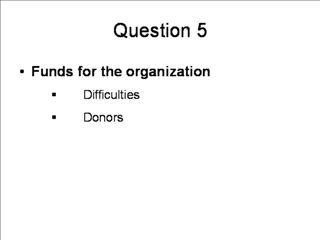 Question 5
• Funds for the organization
▪ Difficulties
▪ Donors